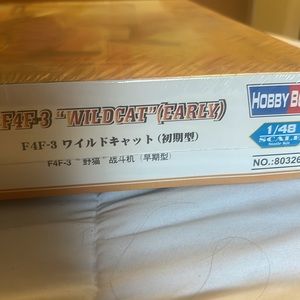 F4F-3 "WILDCAT"(EARLY)
F4F-3 ワイルドキャット (初期型)
F4F-3 "野猫" 战斗机 (早期型)
HOBBY
1/48
SCALE
NO.:80326